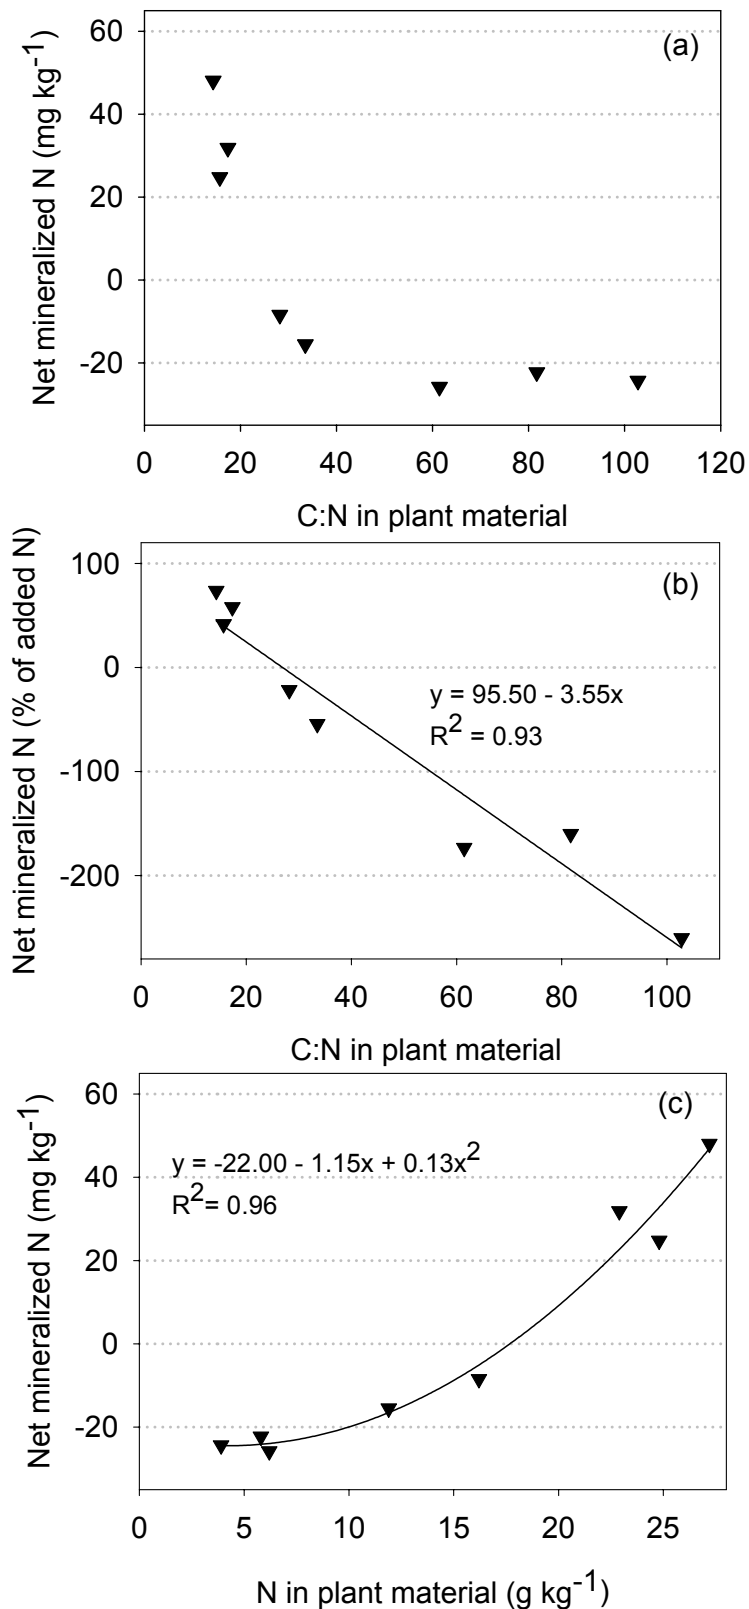 (a)
Net mineralized N (mg kg⁻¹)
60
40
20
0
-20
0 20 40 60 80 100 120
C:N in plant material
(b)
Net mineralized N (% of added N)
100
0
-100
-200
y = 95.50 - 3.55x
R² = 0.93
0 20 40 60 80 100
C:N in plant material
(c)
Net mineralized N (mg kg⁻¹)
60
40
20
0
-20
y = -22.00 - 1.15x + 0.13x²
R² = 0.96
0 5 10 15 20 25
N in plant material (g kg⁻¹)